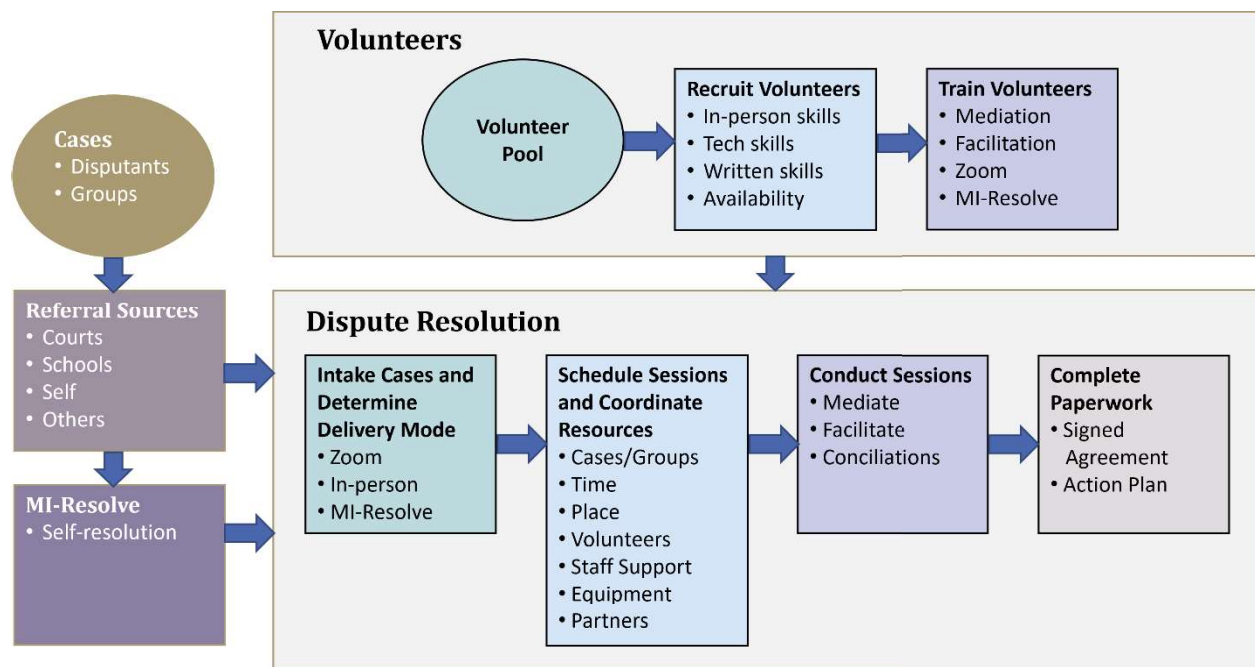 Volunteers
Volunteer
Pool
Recruit Volunteers
• In-person skills
• Tech skills
• Written skills
• Availability
Train Volunteers
• Mediation
• Facilitation
• Zoom
• MI-Resolve
Cases
• Disputants
• Groups
Referral Sources
• Courts
• Schools
• Self
• Others
MI-Resolve
• Self-resolution
Dispute Resolution
Intake Cases and
Determine
Delivery Mode
• Zoom
• In-person
• MI-Resolve
Schedule Sessions
and Coordinate
Resources
• Cases/Groups
• Time
• Place
• Volunteers
• Staff Support
• Equipment
• Partners
Conduct Sessions
• Mediate
• Facilitate
• Conciliations
Complete
Paperwork
• Signed
Agreement
• Action Plan